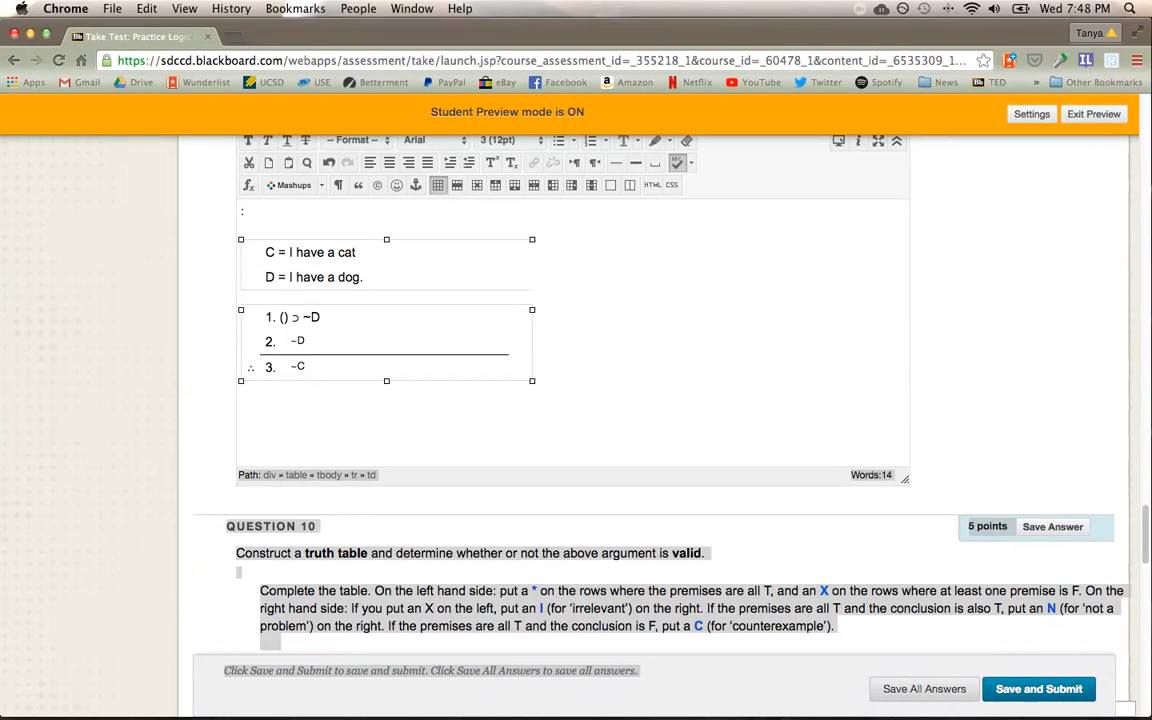 Chrome File Edit View History Bookmarks People Window Help Wed 7:48 PM
Bb Take Test: Practice Logic × Tanya
https://sdccd.blackboard.com/webapps/assessment/take/launch.jsp?course_assessment_id=_355218_1&course_id=_60478_1&content_id=_6535309_1...
Apps Gmail Drive Wunderlist UCSD USE Betterment PayPal eBay Facebook Amazon Netflix YouTube Scholarship News TED » Other Bookmarks
Student Preview mode is ON Settings Exit Preview
T T T T -- Format -- Arial 3 (12pt)
Mashups HTML CSS
:
C = I have a cat
D = I have a dog.
1. () ⊃ ~D
2. ~D
∴ 3. ~C
Path: div » table » tbody » tr » td Words:14
QUESTION 10 5 points Save Answer
Construct a truth table and determine whether or not the above argument is valid.
Complete the table. On the left hand side: put a * on the rows where the premises are all T, and an X on the rows where at least one premise is F. On the
right hand side: If you put an X on the left, put an I (for 'irrelevant') on the right. If the premises are all T and the conclusion is also T, put an N (for 'not a
problem') on the right. If the premises are all T and the conclusion is F, put a C (for 'counterexample').
Click Save and Submit to save and submit. Click Save All Answers to save all answers.
Save All Answers Save and Submit